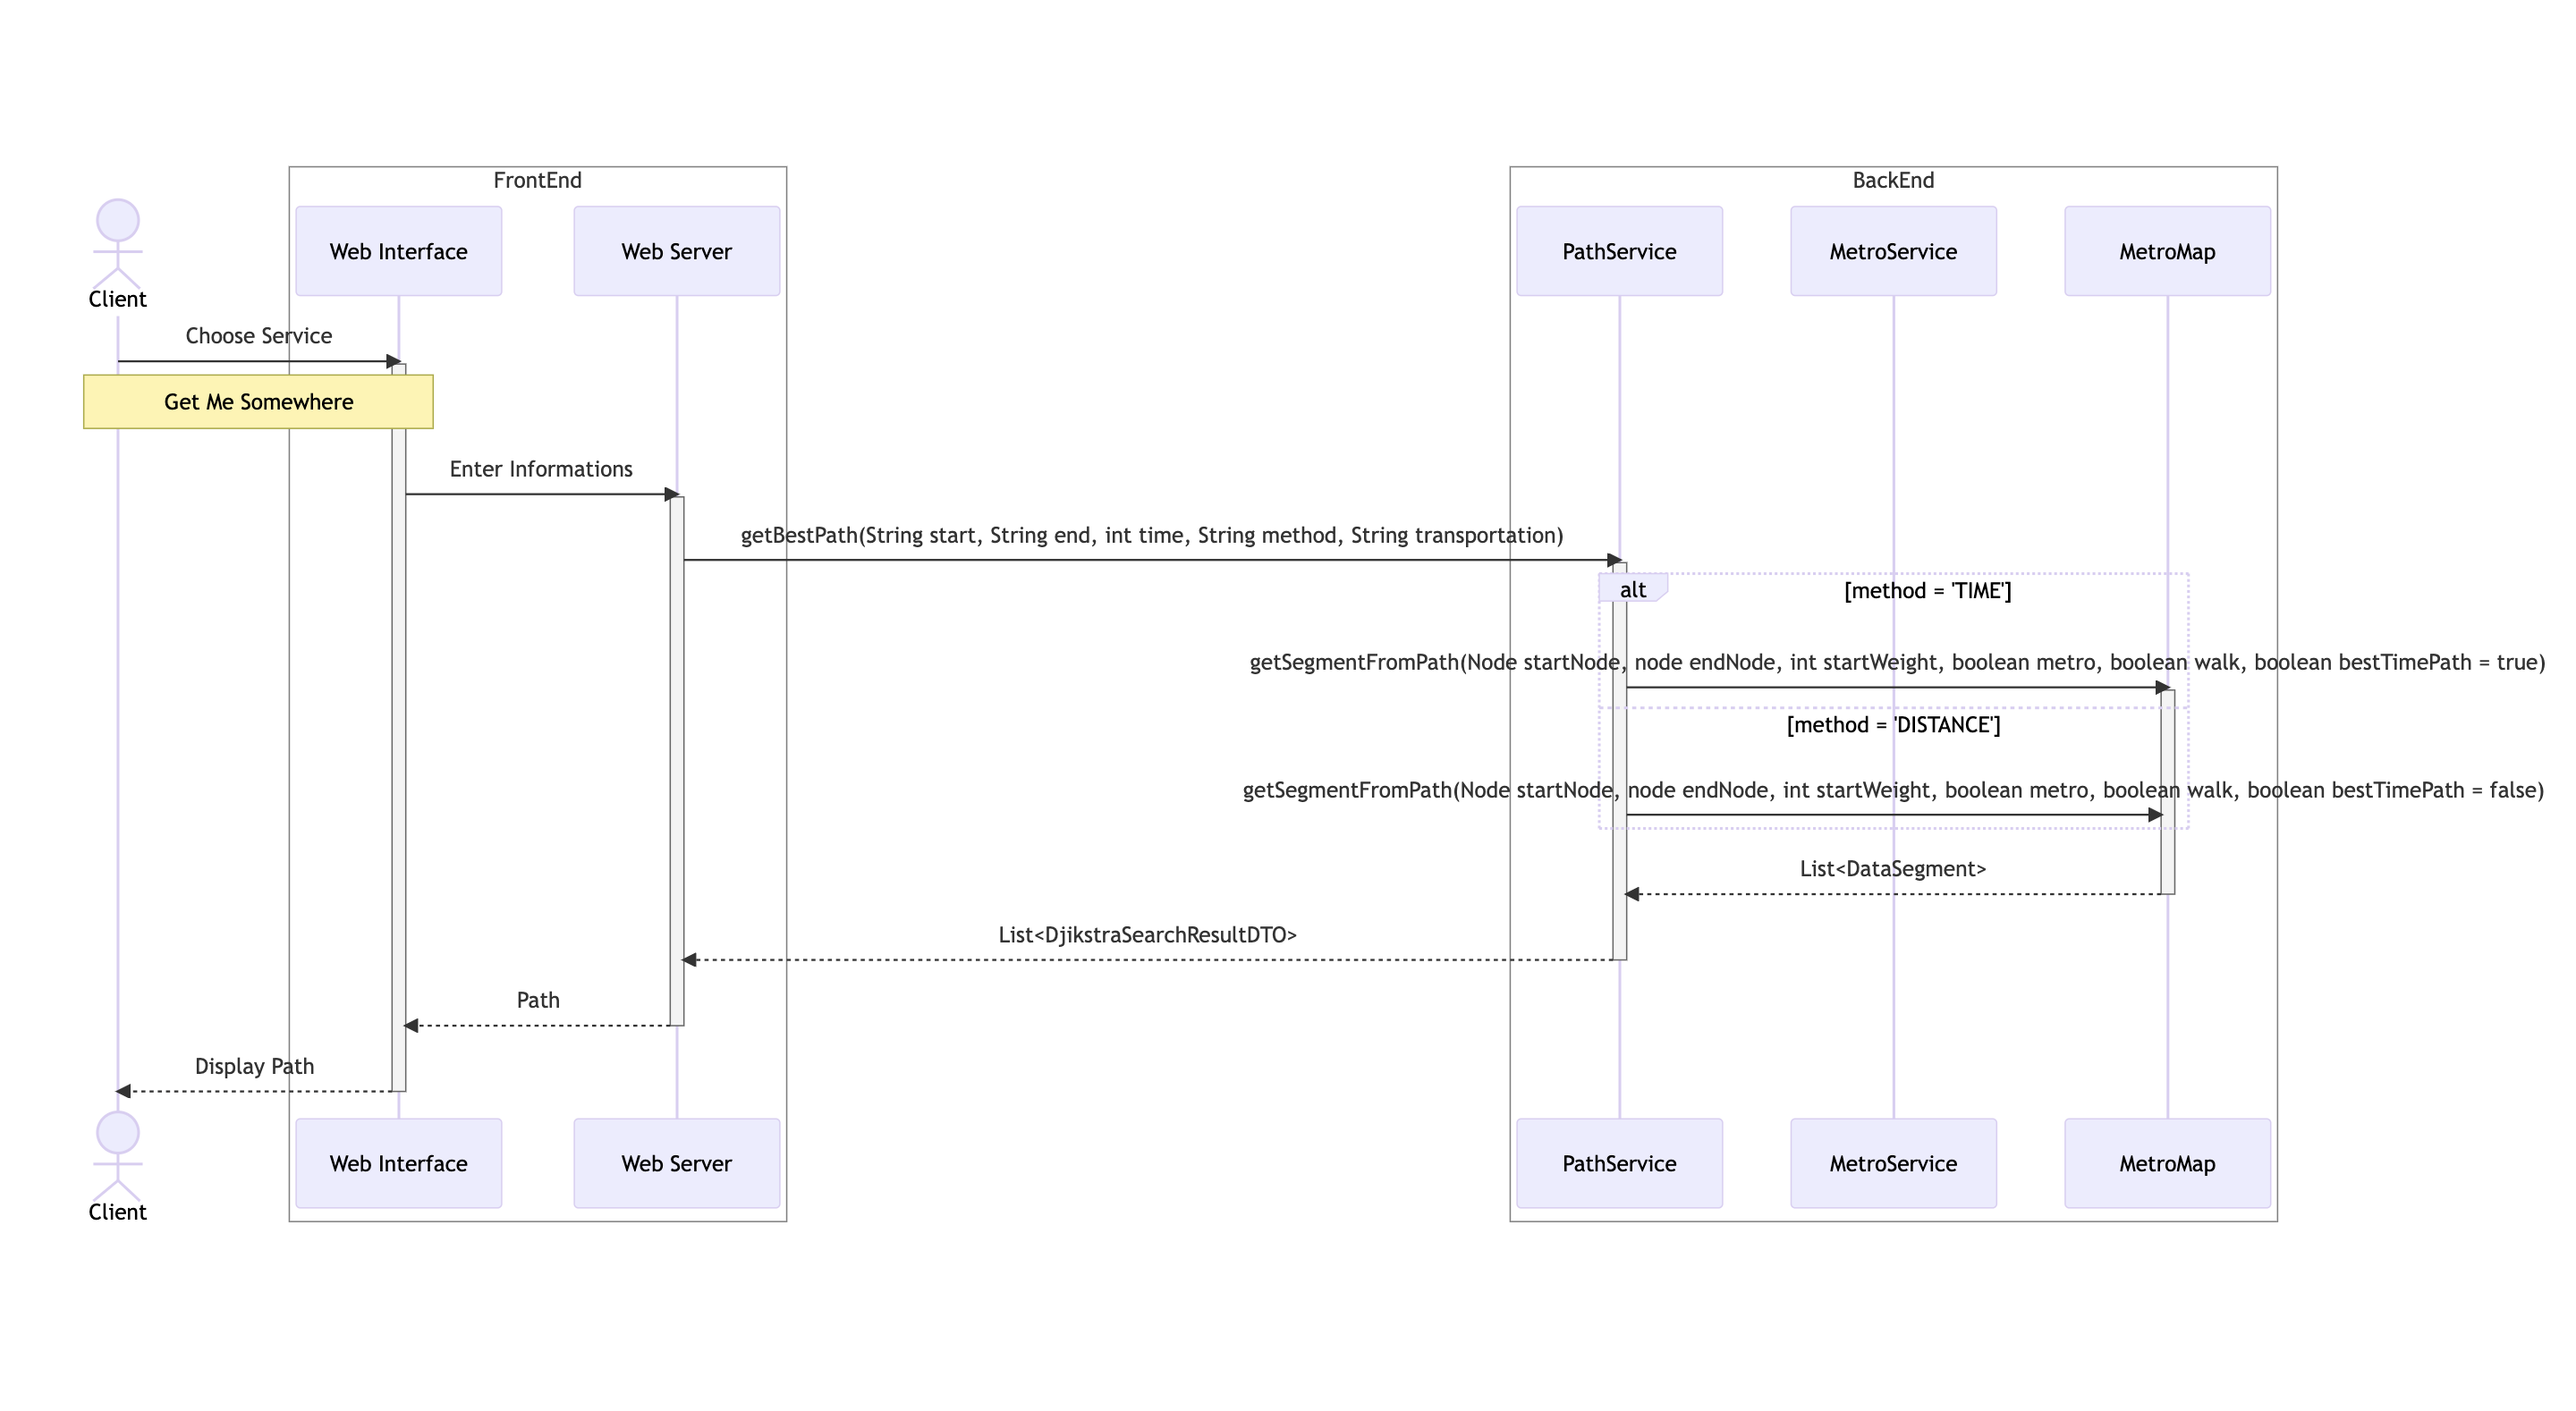 FrontEnd
BackEnd
Client
Web Interface
Web Server
PathService
MetroService
MetroMap
Choose Service
Get Me Somewhere
Enter Informations
getBestPath(String start, String end, int time, String method, String transportation)
alt
[method = 'TIME']
getSegmentFromPath(Node startNode, node endNode, int startWeight, boolean metro, boolean walk, boolean bestTimePath = true)
[method = 'DISTANCE']
getSegmentFromPath(Node startNode, node endNode, int startWeight, boolean metro, boolean walk, boolean bestTimePath = false)
List<DataSegment>
List<DjikstraSearchResultDTO>
Path
Display Path
Client
Web Interface
Web Server
PathService
MetroService
MetroMap